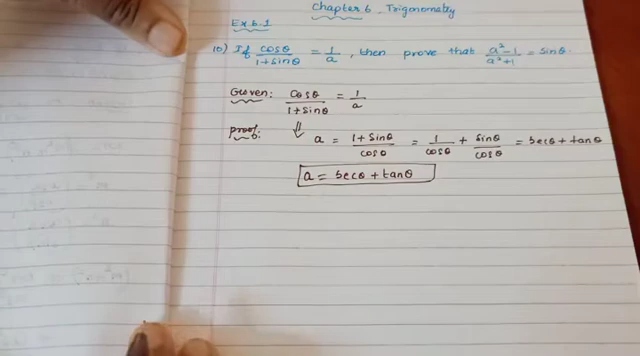 Chapter 6, Trigonometry
Ex 6.1
10) If cosθ/1+sinθ = 1/a, then prove that a²-1/a²+1 = sinθ.
Given: cosθ/1+sinθ = 1/a
proof: ⇓ a = 1+sinθ/cosθ = 1/cosθ + sinθ/cosθ = secθ+tanθ
a = secθ+tanθ